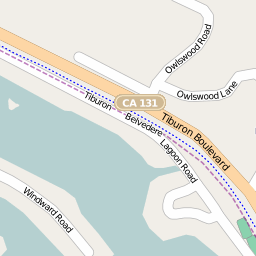 Owlswood Road
Owlswood Lane
CA 131
Tiburon Boulevard
Tiburon Belvedere Lagoon Road
Windward Road